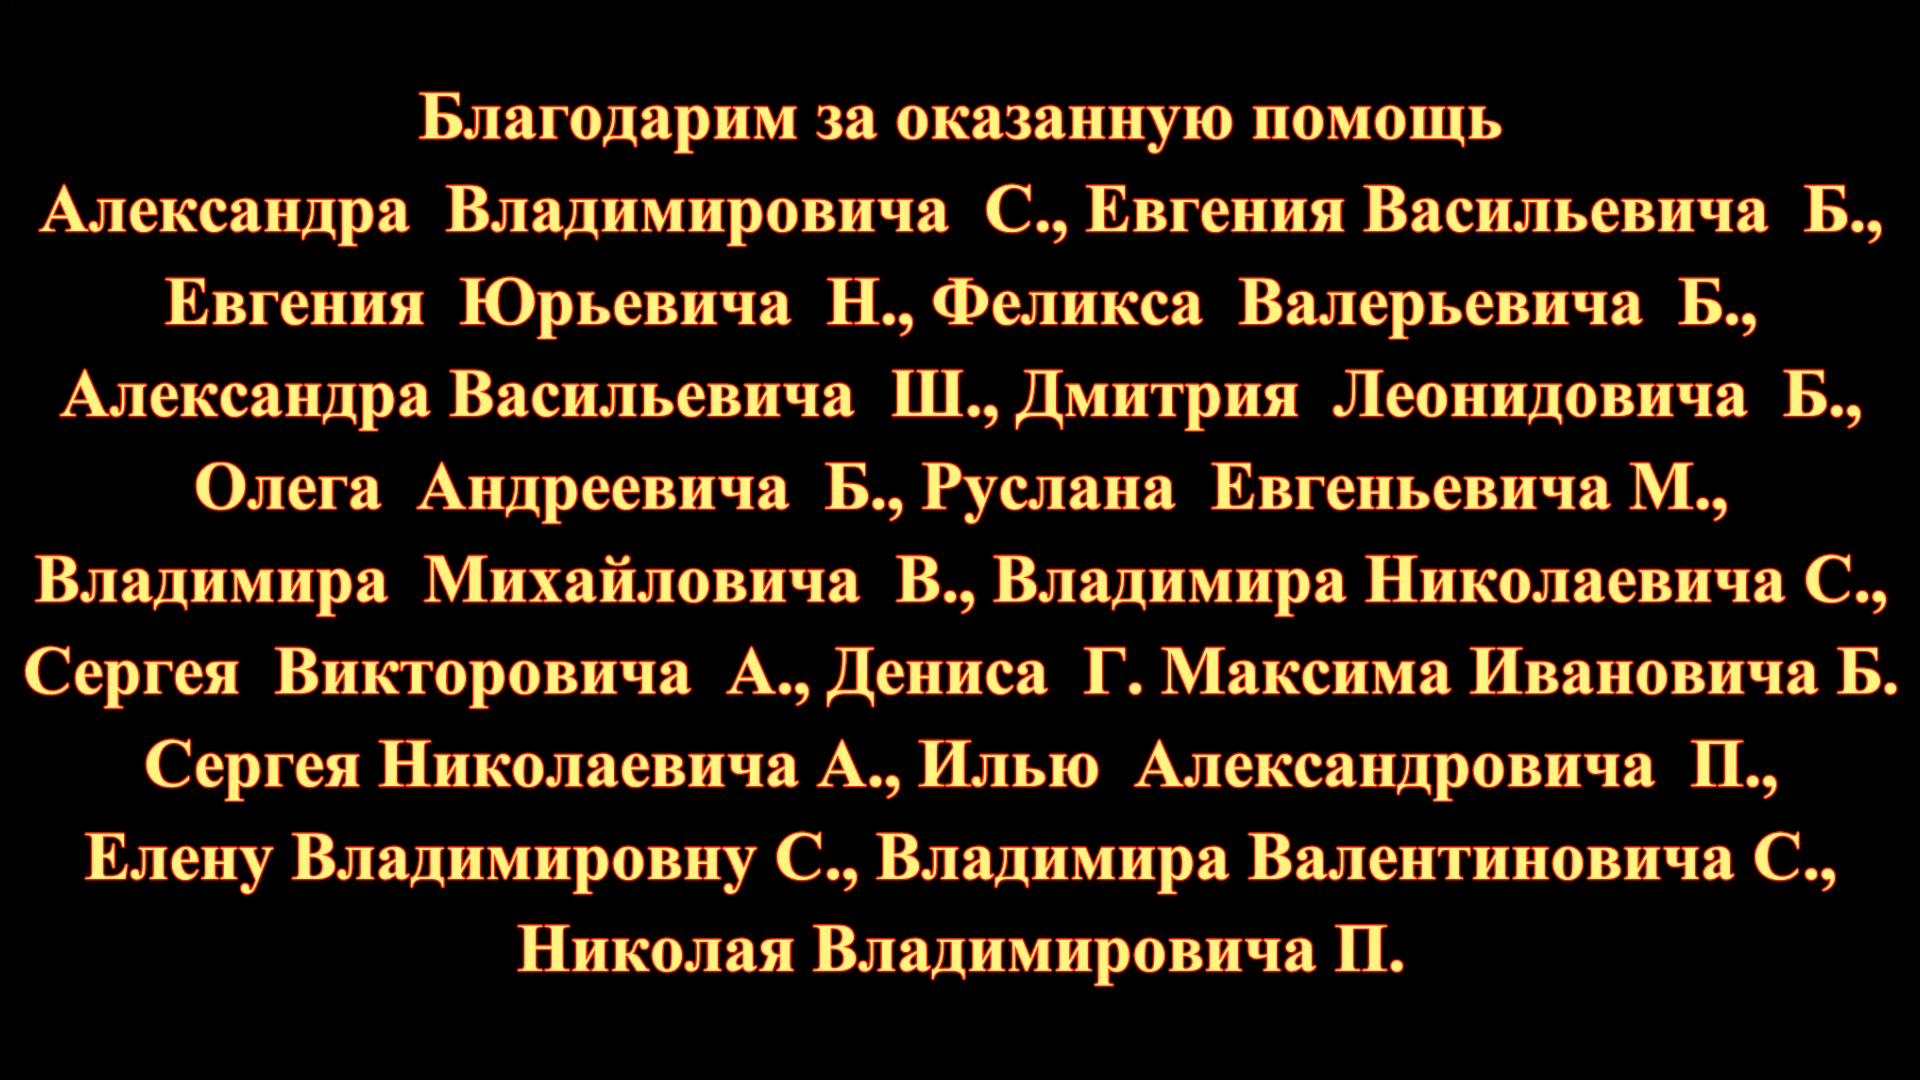 Благодарим за оказанную помощь
Александра Владимировича С., Евгения Васильевича Б.,
Евгения Юрьевича Н., Феликса Валерьевича Б.,
Александра Васильевича Ш., Дмитрия Леонидовича Б.,
Олега Андреевича Б., Руслана Евгеньевича М.,
Владимира Михайловича В., Владимира Николаевича С.,
Сергея Викторовича А., Дениса Г. Максима Ивановича Б.
Сергея Николаевича А., Илью Александровича П.,
Елену Владимировну С., Владимира Валентиновича С.,
Николая Владимировича П.